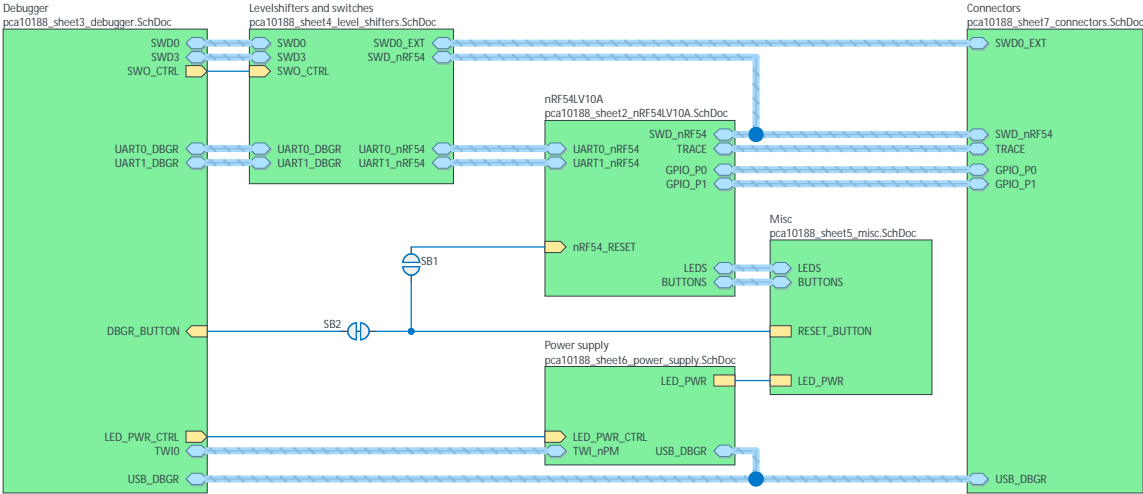 Debugger
pca10188_sheet3_debugger.SchDoc
SWD0
SWD3
SWO_CTRL
UART0_DBGR
UART1_DBGR
DBGR_BUTTON
LED_PWR_CTRL
TWI0
USB_DBGR
Levelshifters and switches
pca10188_sheet4_level_shifters.SchDoc
SWD0
SWD3
SWO_CTRL
UART0_DBGR
UART1_DBGR
SWD0_EXT
SWD_nRF54
UART0_nRF54
UART1_nRF54
SB1
SB2
nRF54LV10A
pca10188_sheet2_nRF54LV10A.SchDoc
UART0_nRF54
UART1_nRF54
nRF54_RESET
SWD_nRF54
TRACE
GPIO_P0
GPIO_P1
LEDS
BUTTONS
Misc
pca10188_sheet5_misc.SchDoc
LEDS
BUTTONS
RESET_BUTTON
LED_PWR
Power supply
pca10188_sheet6_power_supply.SchDoc
LED_PWR
LED_PWR_CTRL
TWI_nPM
USB_DBGR
Connectors
pca10188_sheet7_connectors.SchDoc
SWD0_EXT
SWD_nRF54
TRACE
GPIO_P0
GPIO_P1
USB_DBGR